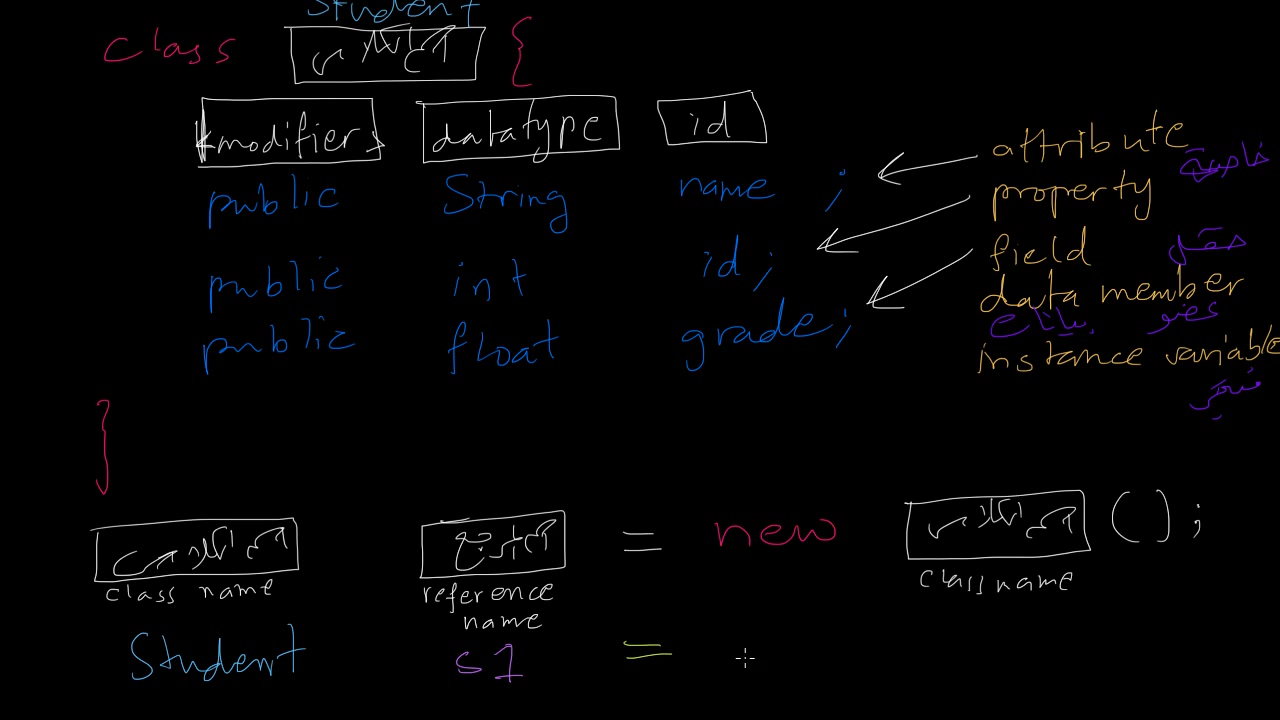 Student
class اسم الكلاس {
<modifier> datatype id
attribute خاصية
public String name ;
property
field حقل
public int id ;
data member
عضو بيانات
public float grade ;
instance variable
}
اسم الكلاس اسم المرجع = new اسم الكلاس ( ) ;
class name reference name class name
Student s1 =